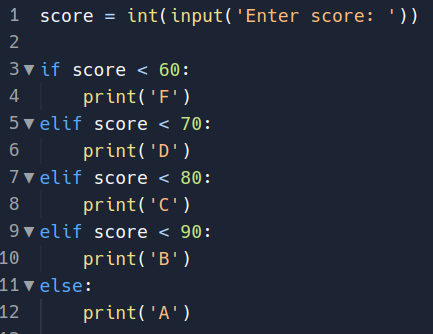 1 score = int(input('Enter score: '))
2
3 if score < 60:
4     print('F')
5 elif score < 70:
6     print('D')
7 elif score < 80:
8     print('C')
9 elif score < 90:
10     print('B')
11 else:
12     print('A')